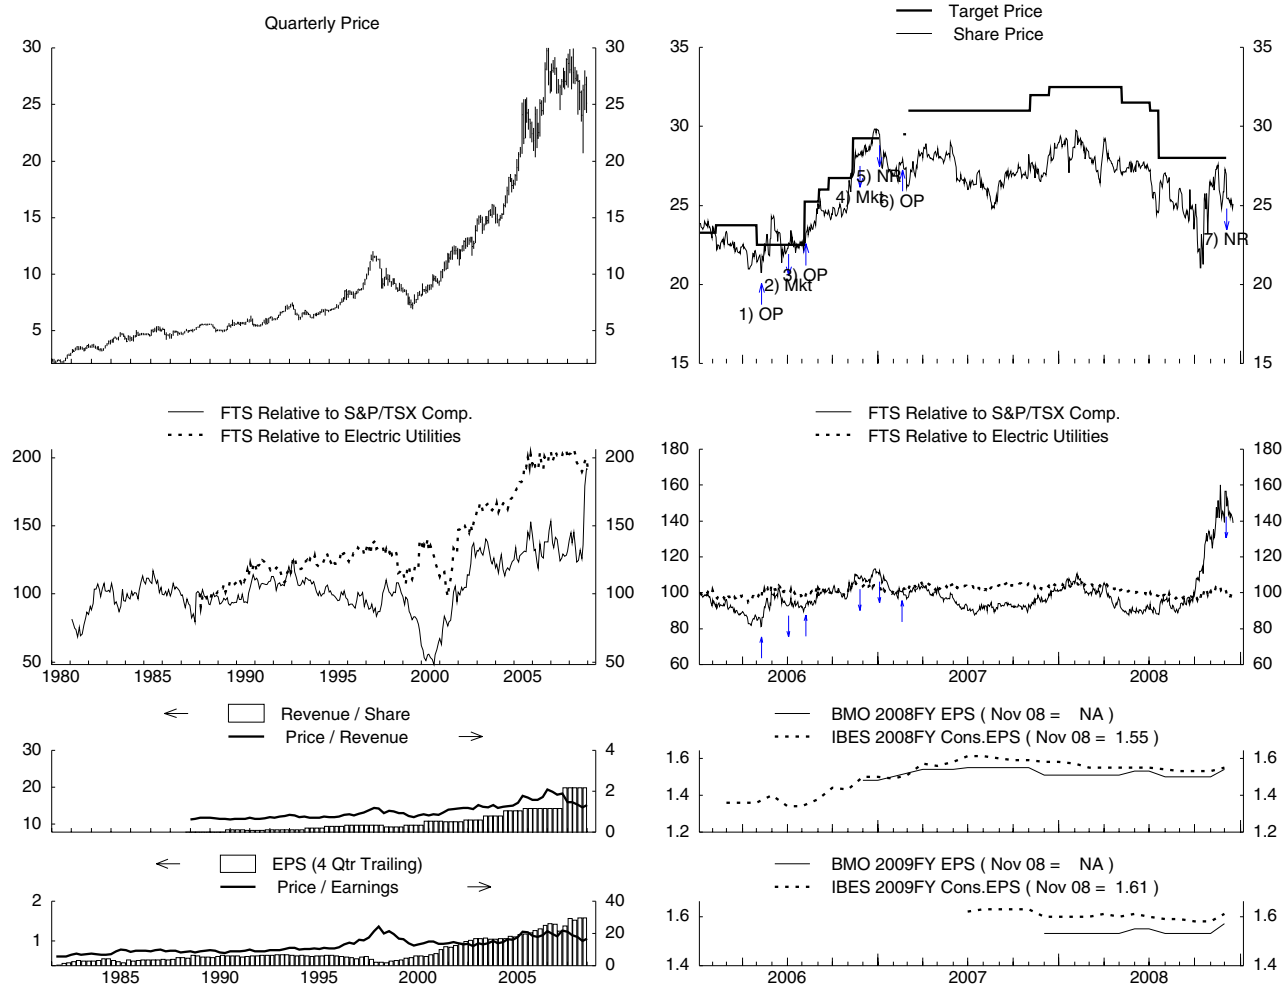 Quarterly Price
30 30
25 25
20 20
15 15
10 10
5 5
Target Price
Share Price
35 35
30 30
25 25
20 20
15 15
1) OP
2) Mkt
3) OP
4) Mkt
5) NR
6) OP
7) NR
FTS Relative to S&P/TSX Comp.
FTS Relative to Electric Utilities
200 200
150 150
100 100
50 50
1980 1985 1990 1995 2000 2005
FTS Relative to S&P/TSX Comp.
FTS Relative to Electric Utilities
180 180
160 160
140 140
120 120
100 100
80 80
60 60
2006 2007 2008
Revenue / Share
Price / Revenue
30 4
20 2
10 0
BMO 2008FY EPS ( Nov 08 = NA )
IBES 2008FY Cons.EPS ( Nov 08 = 1.55 )
1.6 1.6
1.4 1.4
1.2 1.2
EPS (4 Qtr Trailing)
Price / Earnings
2 40
1 20
0
1985 1990 1995 2000 2005
BMO 2009FY EPS ( Nov 08 = NA )
IBES 2009FY Cons.EPS ( Nov 08 = 1.61 )
1.6 1.6
1.4 1.4
2006 2007 2008